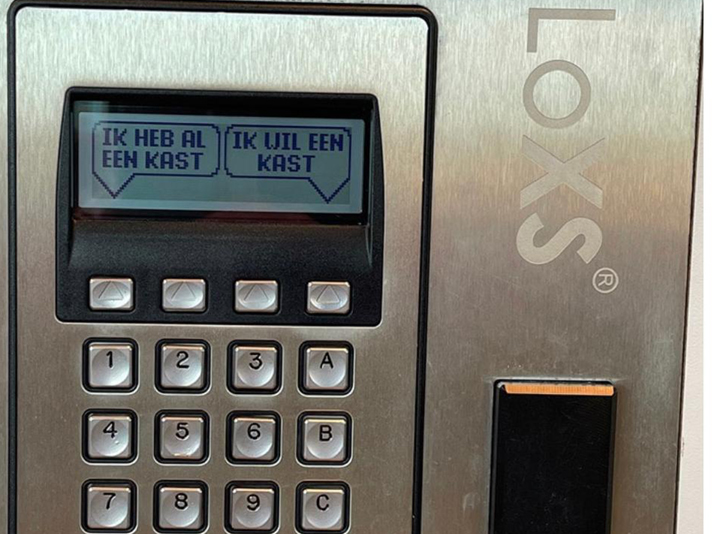 IK HEB AL
EEN KAST
IK WIL EEN
KAST
LOXS®
1 2 3 A
4 5 6 B
7 8 9 C